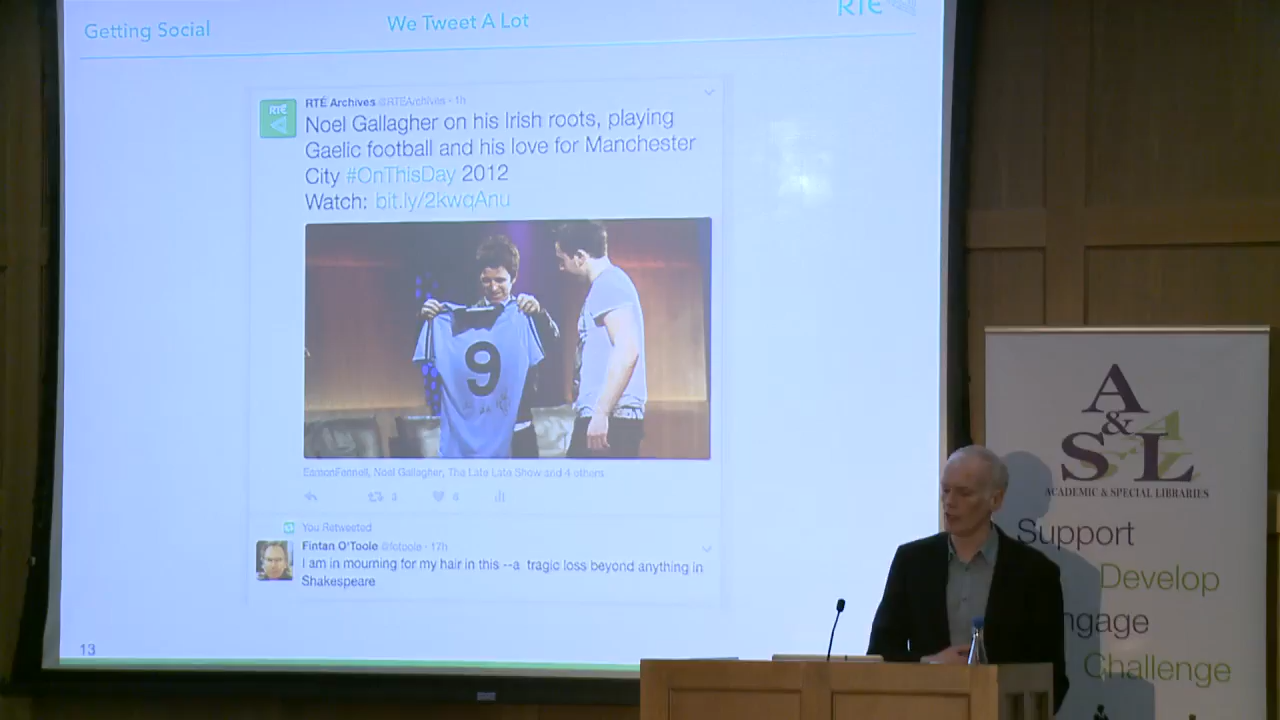 Getting Social
We Tweet A Lot
RTÉ
RTÉ
RTÉ Archives @RTEArchives · 1h
Noel Gallagher on his Irish roots, playing
Gaelic football and his love for Manchester
City #OnThisDay 2012
Watch: bit.ly/2kwqAnu
9
EamonFennell, Noel Gallagher, The Late Late Show and 4 others
3
6
You Retweeted
Fintan O'Toole @fotoole · 17h
I am in mourning for my hair in this --a tragic loss beyond anything in
Shakespeare
13
A
&
SL
ACADEMIC & SPECIAL LIBRARIES
Support
Develop
ngage
Challenge